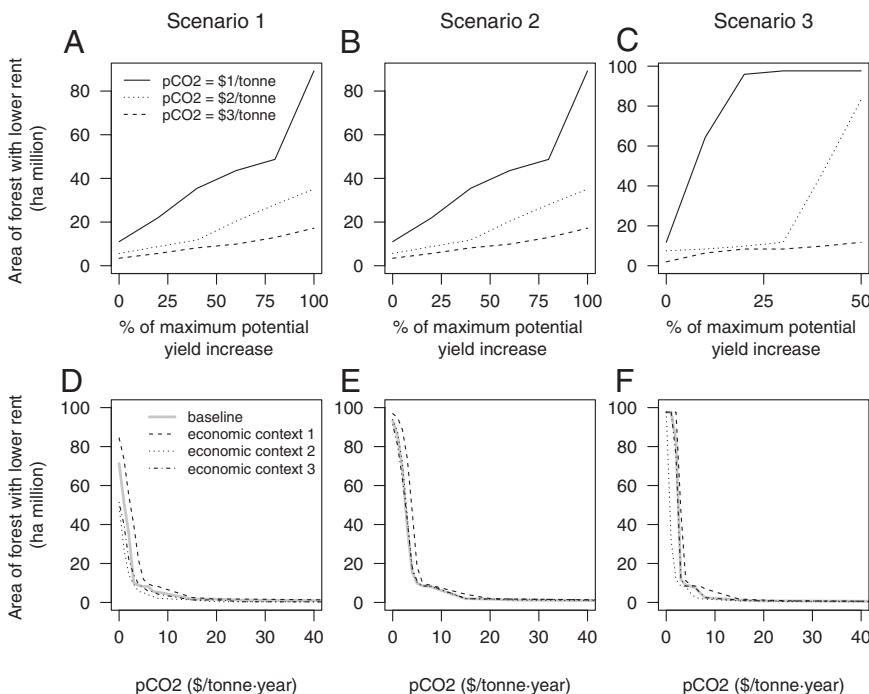 Scenario 1
Scenario 2
Scenario 3
A
B
C
Area of forest with lower rent
(ha million)
80
60
40
20
0
pCO2 = $1/tonne
pCO2 = $2/tonne
pCO2 = $3/tonne
0 25 50 75 100
% of maximum potential
yield increase
80
60
40
20
0
0 25 50 75 100
% of maximum potential
yield increase
100
80
60
40
20
0
0 25 50
% of maximum potential
yield increase
D
E
F
Area of forest with lower rent
(ha million)
100
80
60
40
20
0
baseline
economic context 1
economic context 2
economic context 3
0 10 20 30 40
pCO2 ($/tonne·year)
100
80
60
40
20
0
0 10 20 30 40
pCO2 ($/tonne·year)
100
80
60
40
20
0
0 10 20 30 40
pCO2 ($/tonne·year)